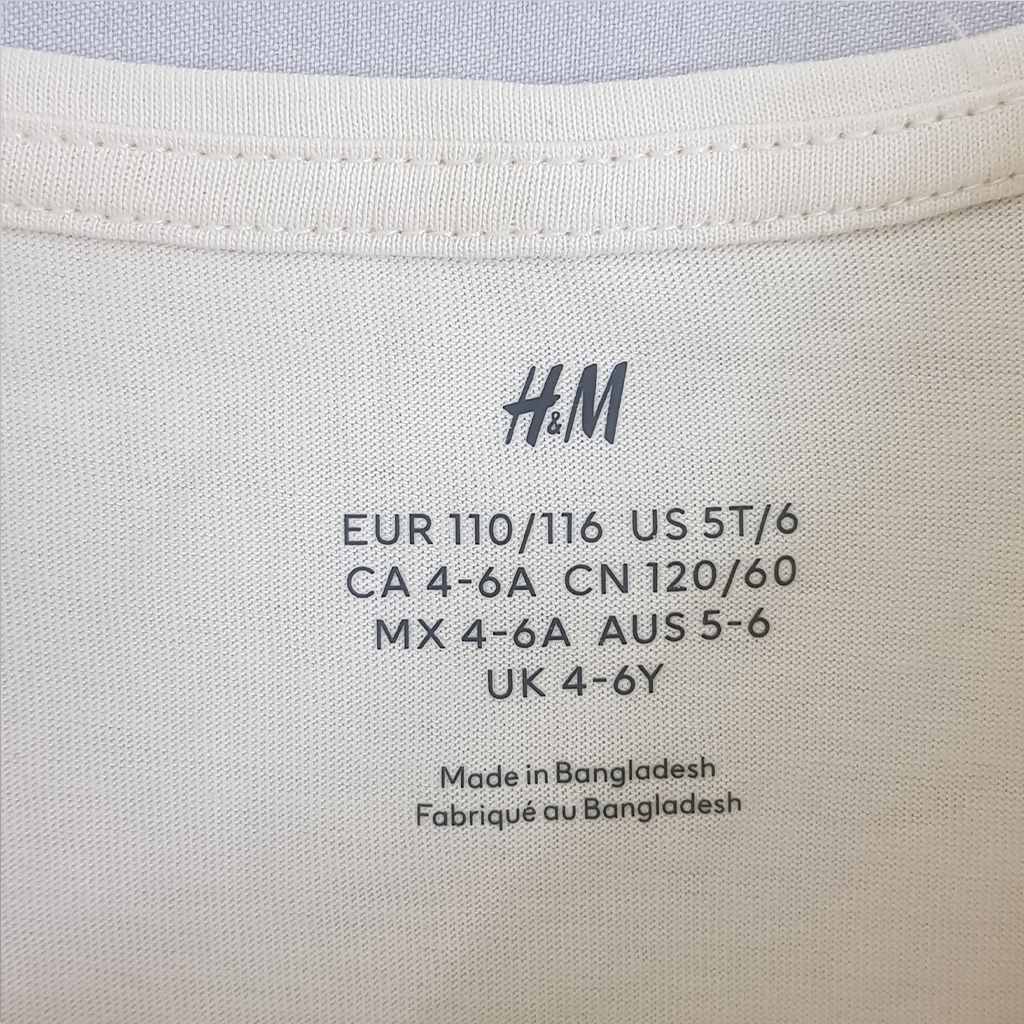 H&M
EUR 110/116 US 5T/6
CA 4-6A CN 120/60
MX 4-6A AUS 5-6
UK 4-6Y
Made in Bangladesh
Fabriqué au Bangladesh